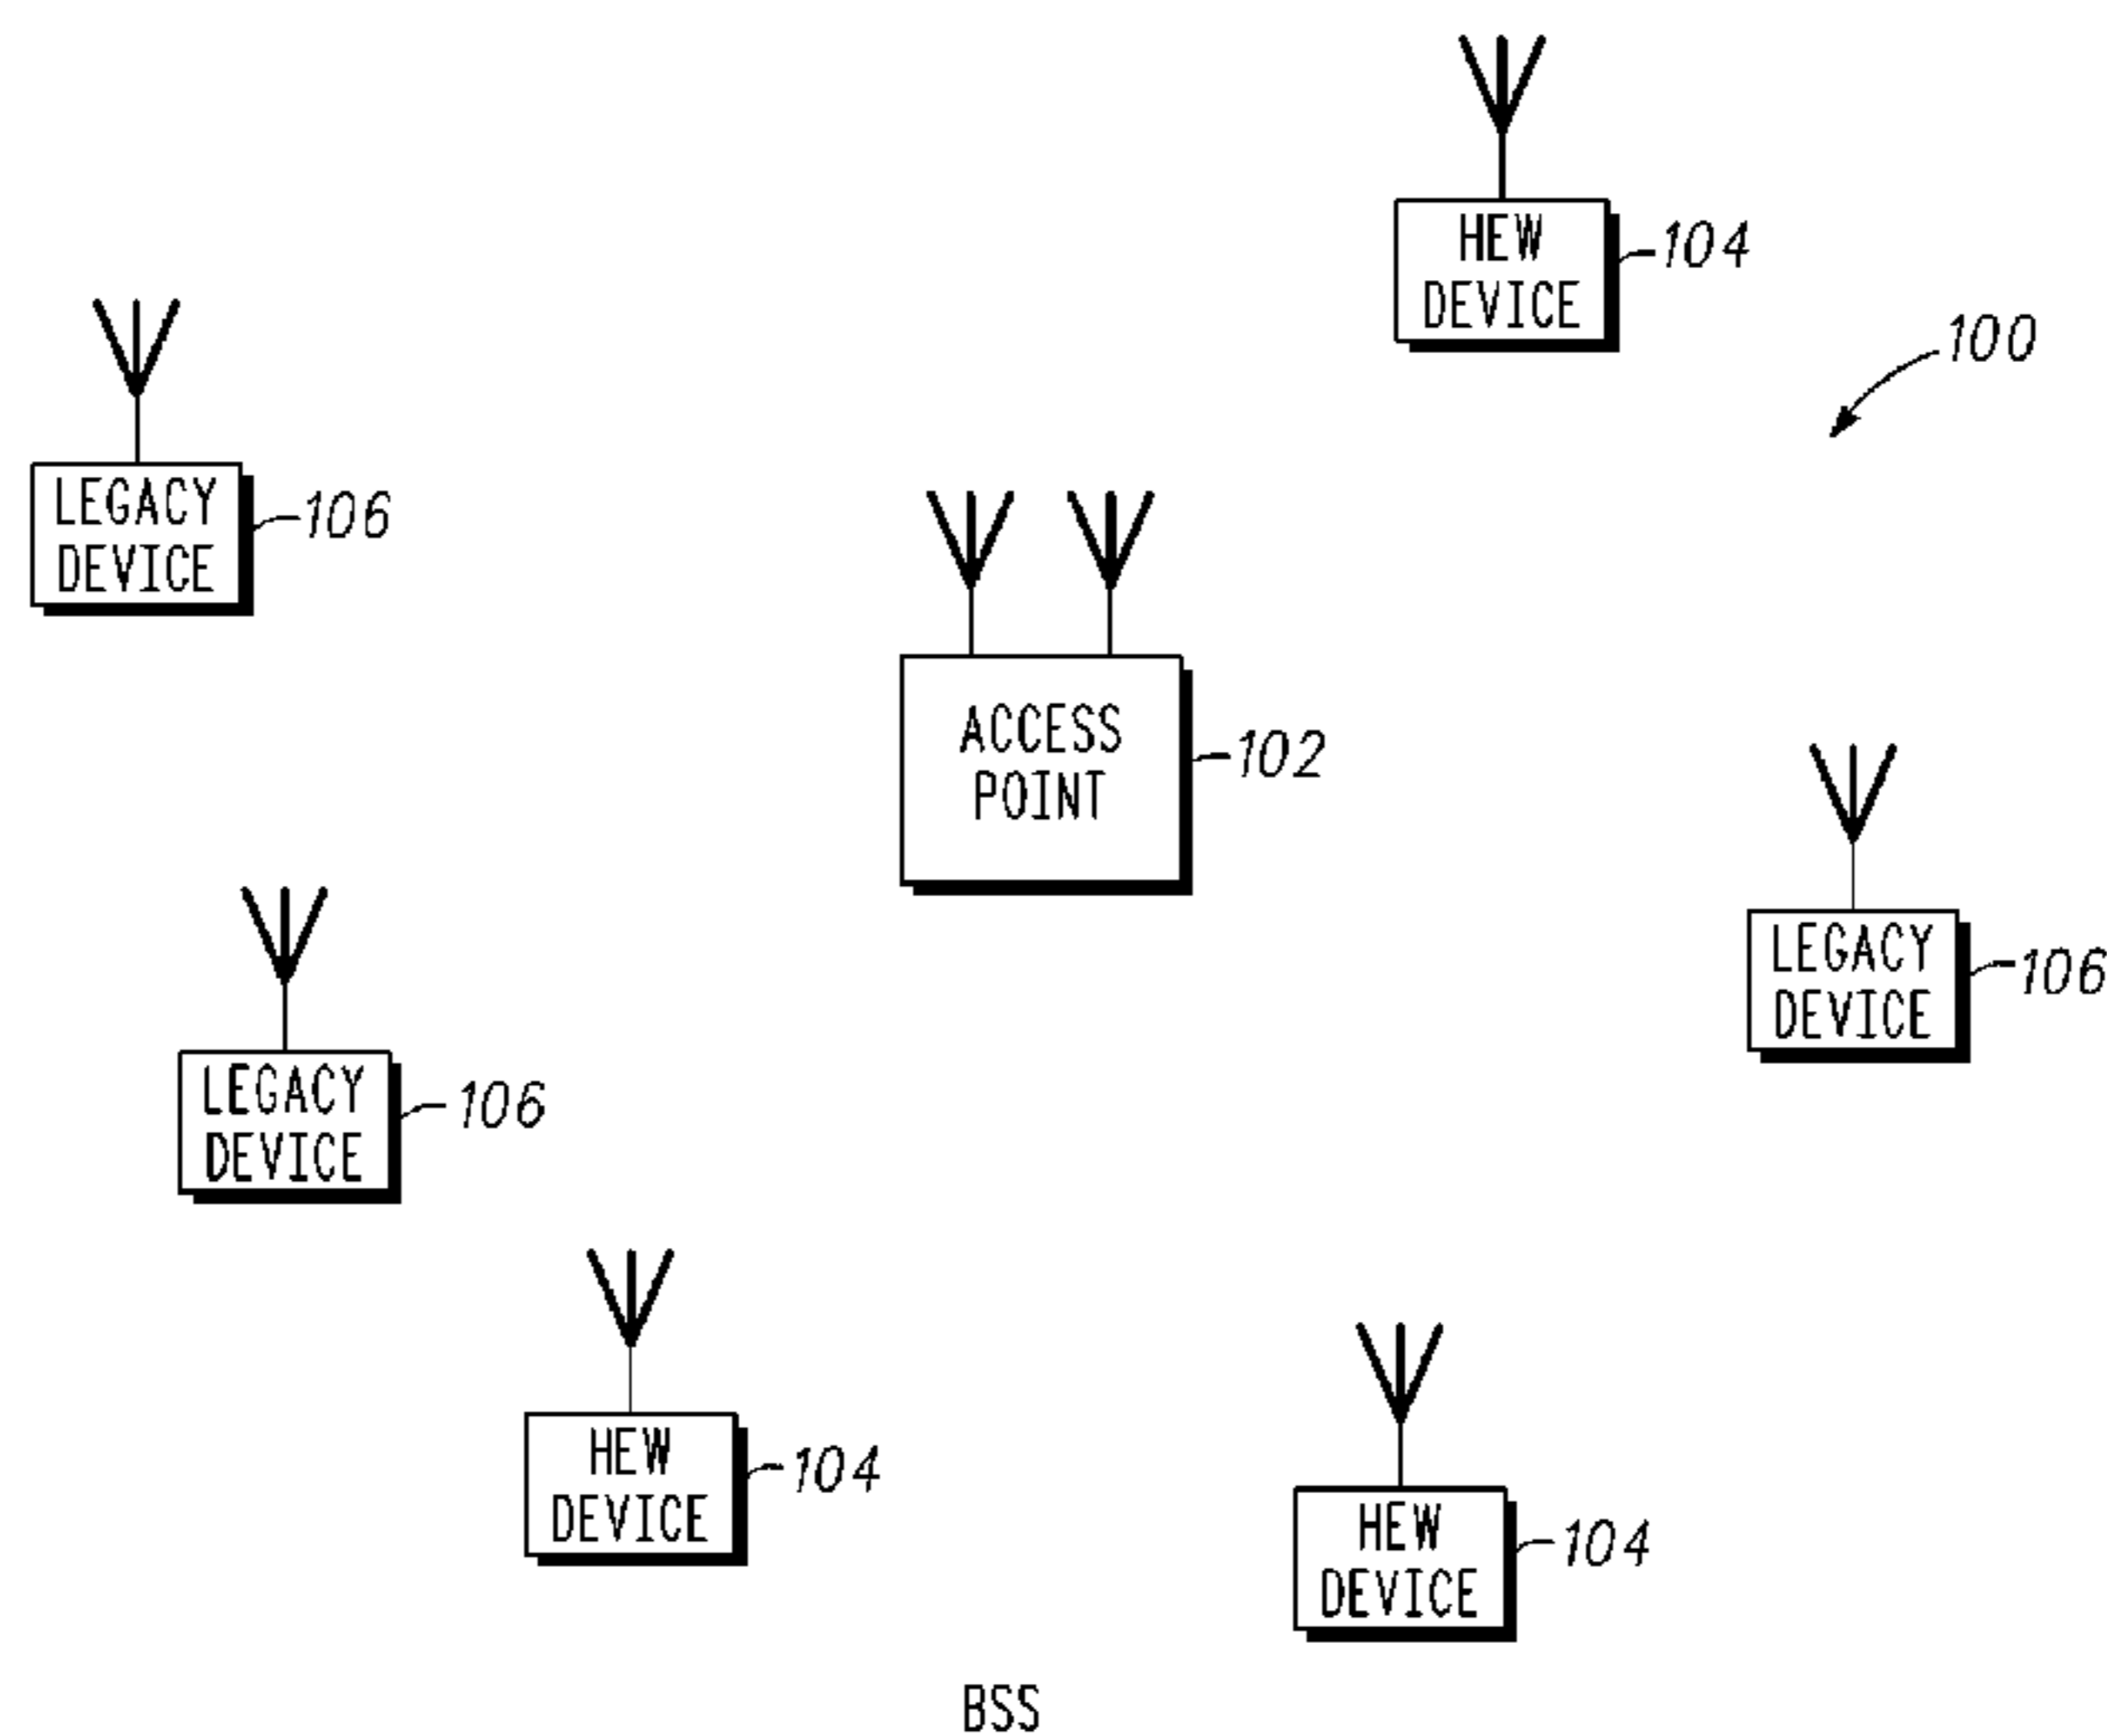 HEW
DEVICE
104
100
LEGACY
DEVICE
106
ACCESS
POINT
102
LEGACY
DEVICE
106
LEGACY
DEVICE
106
HEW
DEVICE
104
HEW
DEVICE
104
BSS